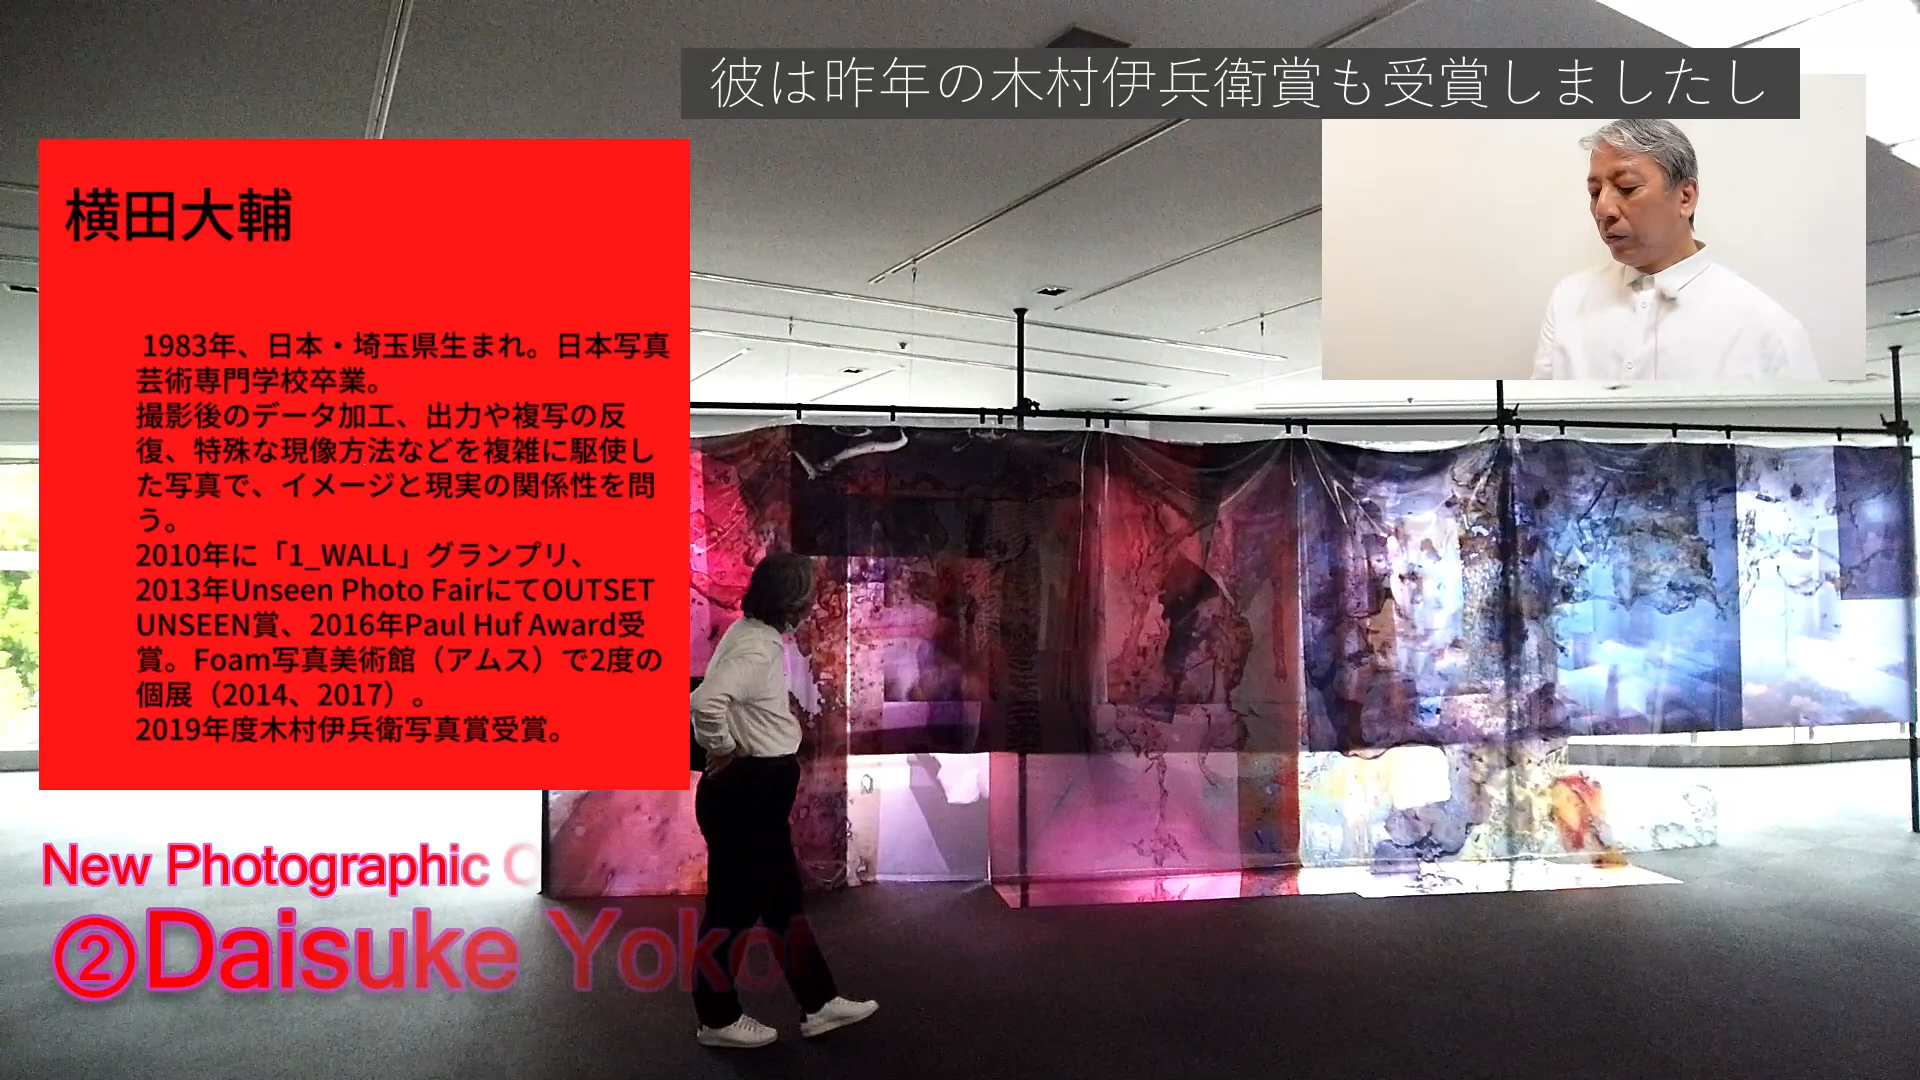 彼は昨年の木村伊兵衛賞も受賞しましたし
横田大輔
1983年、日本・埼玉県生まれ。日本写真
芸術専門学校卒業。
撮影後のデータ加工、出力や複写の反
復、特殊な現像方法などを複雑に駆使し
た写真で、イメージと現実の関係性を問
う。
2010年に「1_WALL」グランプリ、
2013年Unseen Photo FairにてOUTSET
UNSEEN賞、2016年Paul Huf Award受
賞。Foam写真美術館（アムス）で2度の
個展（2014、2017）。
2019年度木村伊兵衛写真賞受賞。
New Photographic
②Daisuke Yoko